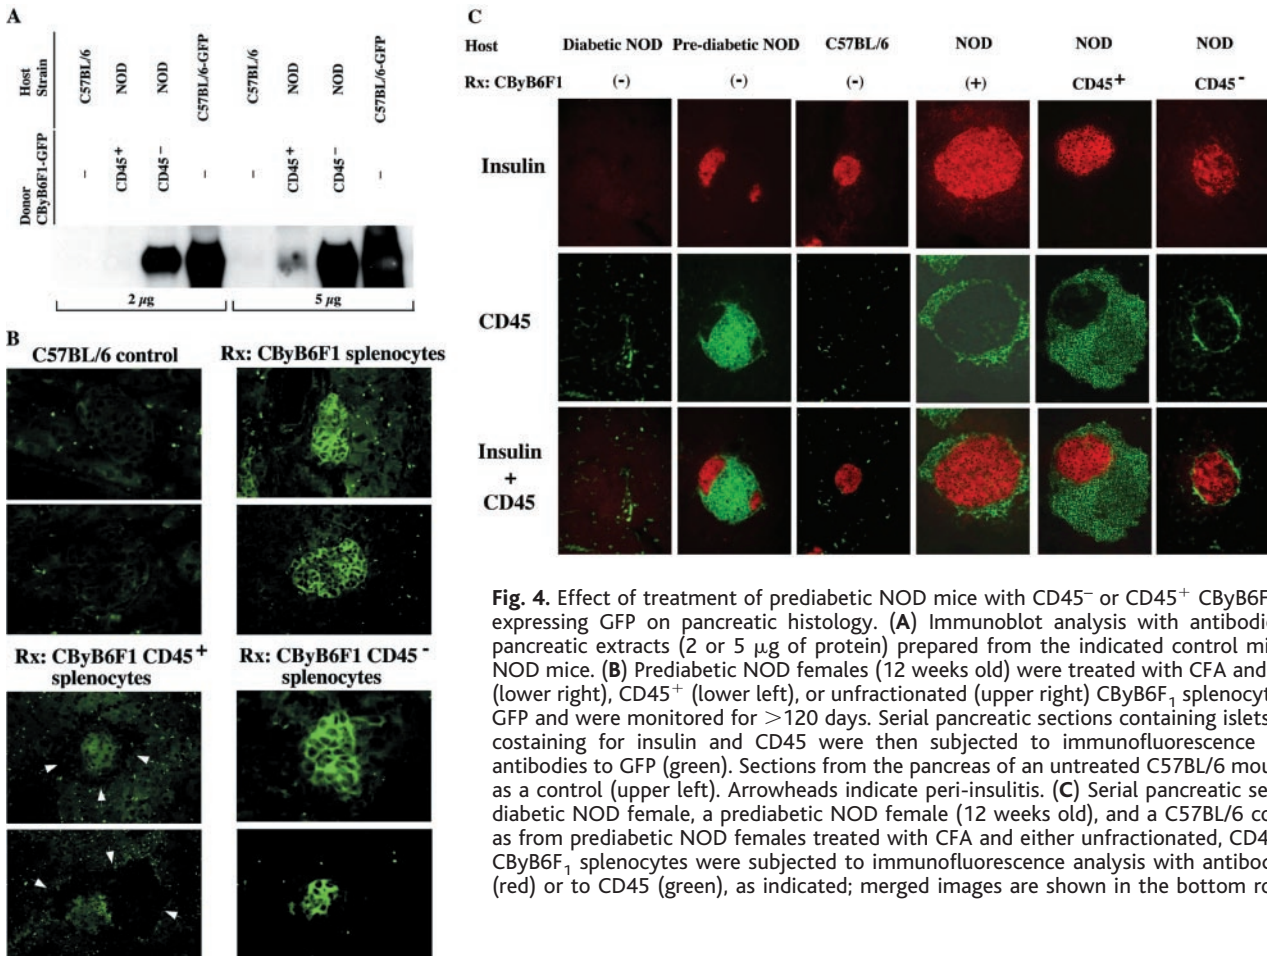 A
Host
Strain
C57BL/6
NOD
NOD
C57BL/6-GFP
C57BL/6
NOD
NOD
C57BL/6-GFP
Donor
CByB6F1-GFP
–
CD45+
CD45–
–
–
CD45+
CD45–
–
2 µg
5 µg
B
C57BL/6 control
Rx: CByB6F1 splenocytes
Rx: CByB6F1 CD45+
splenocytes
Rx: CByB6F1 CD45-
splenocytes
C
Host
Diabetic NOD
Pre-diabetic NOD
C57BL/6
NOD
NOD
NOD
Rx: CByB6F1
(-)
(-)
(-)
(+)
CD45+
CD45-
Insulin
CD45
Insulin
+
CD45
Fig. 4. Effect of treatment of prediabetic NOD mice with CD45– or CD45+ CByB6F
expressing GFP on pancreatic histology. (A) Immunoblot analysis with antibodi
pancreatic extracts (2 or 5 µg of protein) prepared from the indicated control mi
NOD mice. (B) Prediabetic NOD females (12 weeks old) were treated with CFA and
(lower right), CD45+ (lower left), or unfractionated (upper right) CByB6F1 splenocyt
GFP and were monitored for >120 days. Serial pancreatic sections containing islets
costaining for insulin and CD45 were then subjected to immunofluorescence
antibodies to GFP (green). Sections from the pancreas of an untreated C57BL/6 mou
as a control (upper left). Arrowheads indicate peri-insulitis. (C) Serial pancreatic se
diabetic NOD female, a prediabetic NOD female (12 weeks old), and a C57BL/6 co
as from prediabetic NOD females treated with CFA and either unfractionated, CD4
CByB6F1 splenocytes were subjected to immunofluorescence analysis with antiboc
(red) or to CD45 (green), as indicated; merged images are shown in the bottom ro